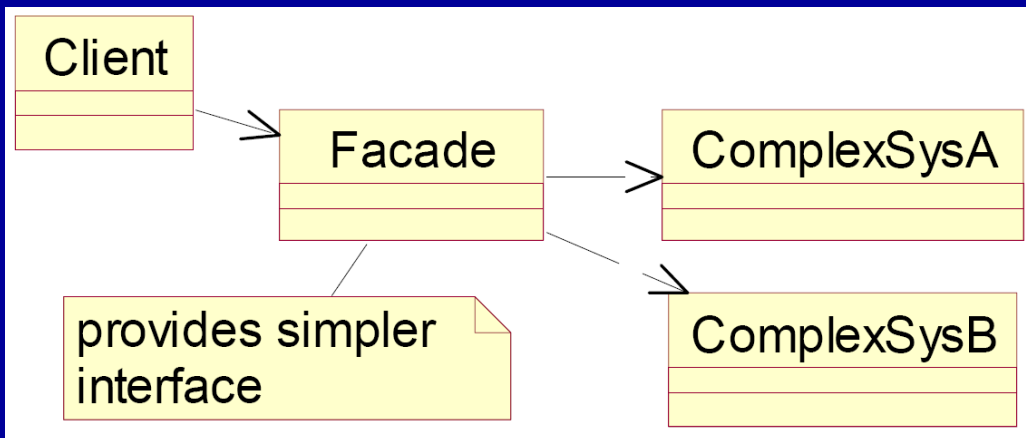 Client
Facade
ComplexSysA
provides simpler
interface
ComplexSysB